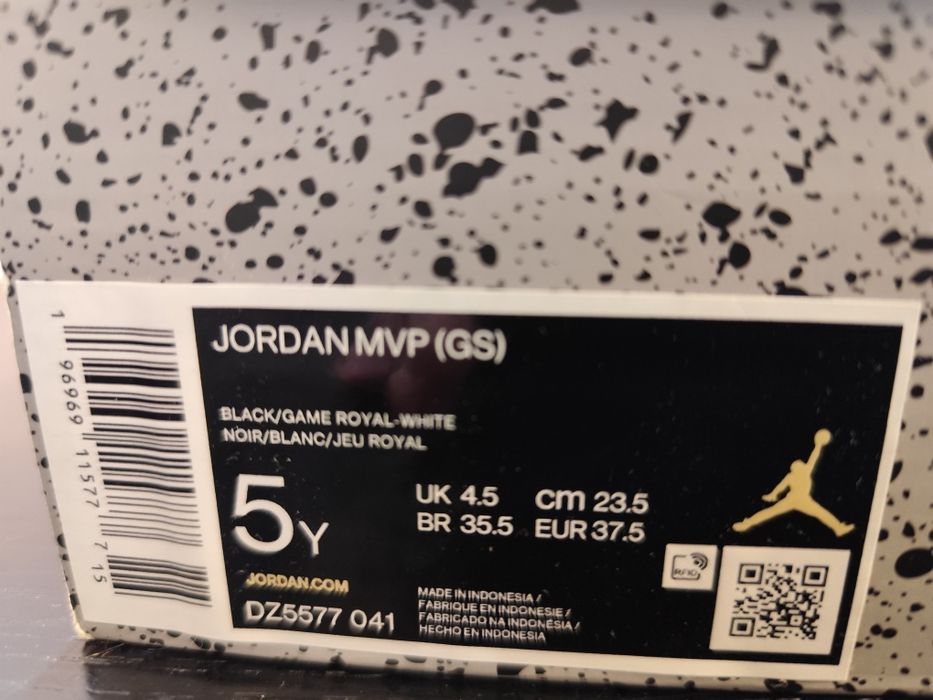 1 96969 11577 7 15
JORDAN MVP (GS)
BLACK/GAME ROYAL-WHITE
NOIR/BLANC/JEU ROYAL
5Y
UK 4.5 cm 23.5
BR 35.5 EUR 37.5
RFID
JORDAN.COM
DZ5577 041
MADE IN INDONESIA /
FABRIQUE EN INDONESIE /
FABRICADO NA INDONÉSIA /
HECHO EN INDONESIA